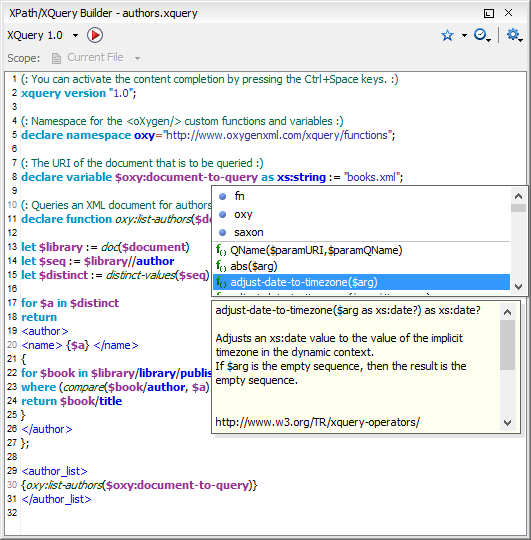 XPath/XQuery Builder - authors.xquery
XQuery 1.0
Scope: Current File
1 (: You can activate the content completion by pressing the Ctrl+Space keys. :)
2 xquery version "1.0";
3
4 (: Namespace for the <oXygen/> custom functions and variables :)
5 declare namespace oxy="http://www.oxygenxml.com/xquery/functions";
6
7 (: The URI of the document that is to be queried :)
8 declare variable $oxy:document-to-query as xs:string := "books.xml";
9
10 (: Queries an XML document for authors
11 declare function oxy:list-authors($d
12
13 let $library := doc($document)
14 let $seq := $library//author
15 let $distinct := distinct-values($seq)
16
17 for $a in $distinct
18 return
19 <author>
20 <name> {$a} </name>
21 {
22 for $book in $library/library/publis
23 where (compare($book/author, $a)
24 return $book/title
25 }
26 </author>
27 };
28
29 <author_list>
30 {oxy:list-authors($oxy:document-to-query)}
31 </author_list>
32
fn
oxy
saxon
QName($paramURI,$paramQName)
abs($arg)
adjust-date-to-timezone($arg)
adjust-date-to-timezone($arg as xs:date?) as xs:date?
Adjusts an xs:date value to the value of the implicit
timezone in the dynamic context.
If $arg is the empty sequence, then the result is the
empty sequence.
http://www.w3.org/TR/xquery-operators/